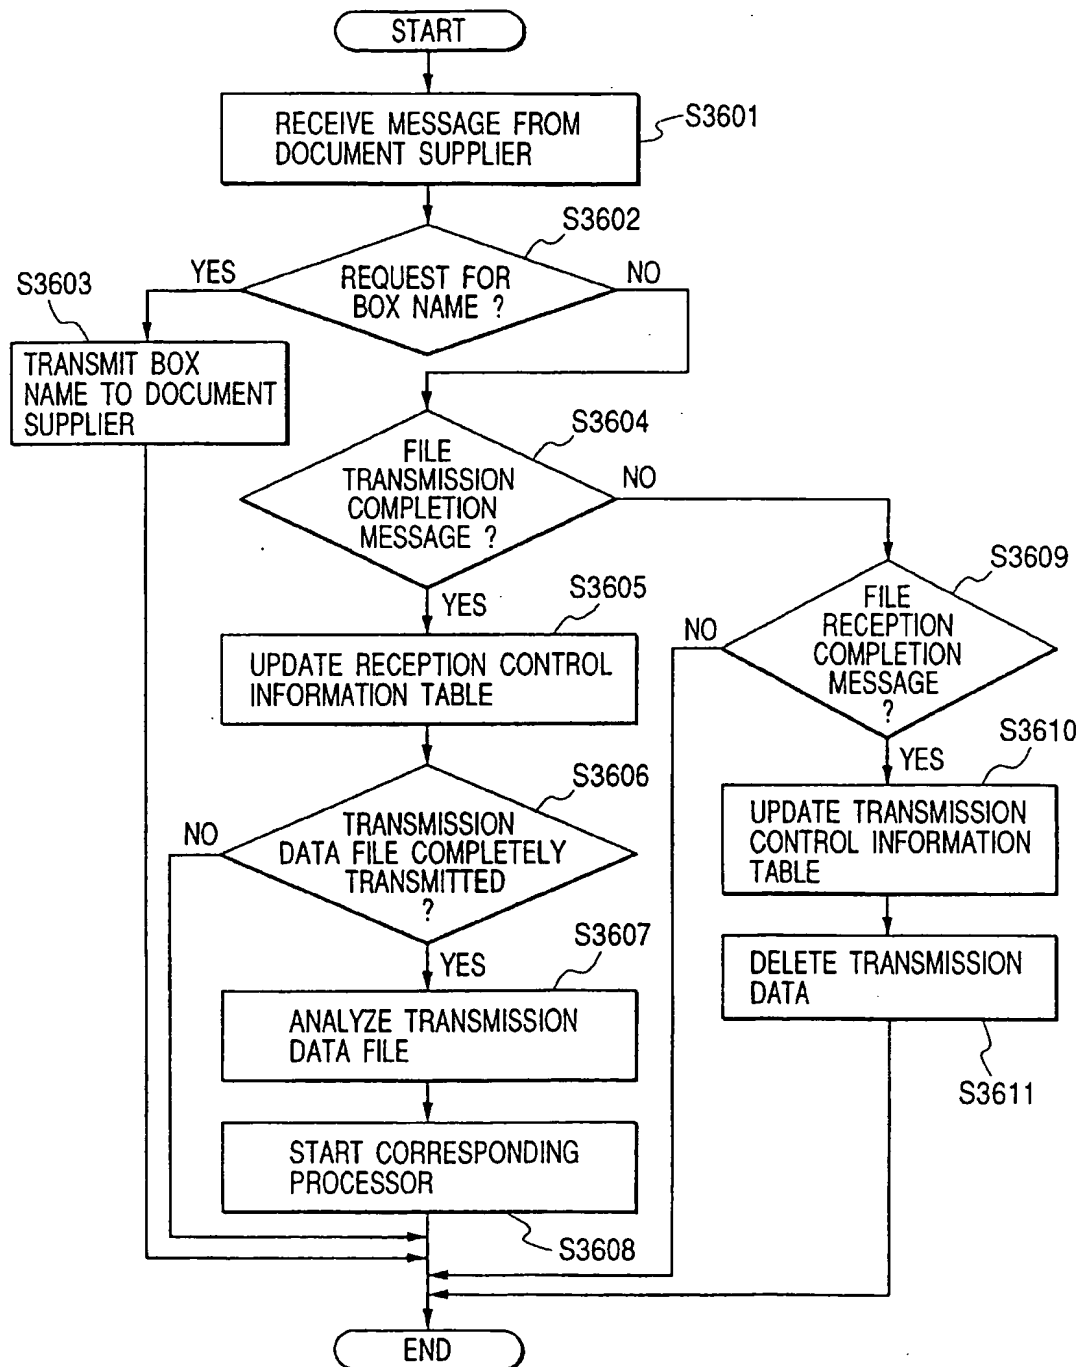 START
RECEIVE MESSAGE FROM
DOCUMENT SUPPLIER
S3601
S3602
REQUEST FOR
BOX NAME ?
YES
NO
S3603
TRANSMIT BOX
NAME TO DOCUMENT
SUPPLIER
S3604
FILE
TRANSMISSION
COMPLETION
MESSAGE ?
NO
YES
S3605
UPDATE RECEPTION CONTROL
INFORMATION TABLE
S3606
TRANSMISSION
DATA FILE COMPLETELY
TRANSMITTED
?
NO
YES
S3607
ANALYZE TRANSMISSION
DATA FILE
START CORRESPONDING
PROCESSOR
S3608
S3609
FILE
RECEPTION
COMPLETION
MESSAGE
?
NO
YES
S3610
UPDATE TRANSMISSION
CONTROL INFORMATION
TABLE
DELETE TRANSMISSION
DATA
S3611
END